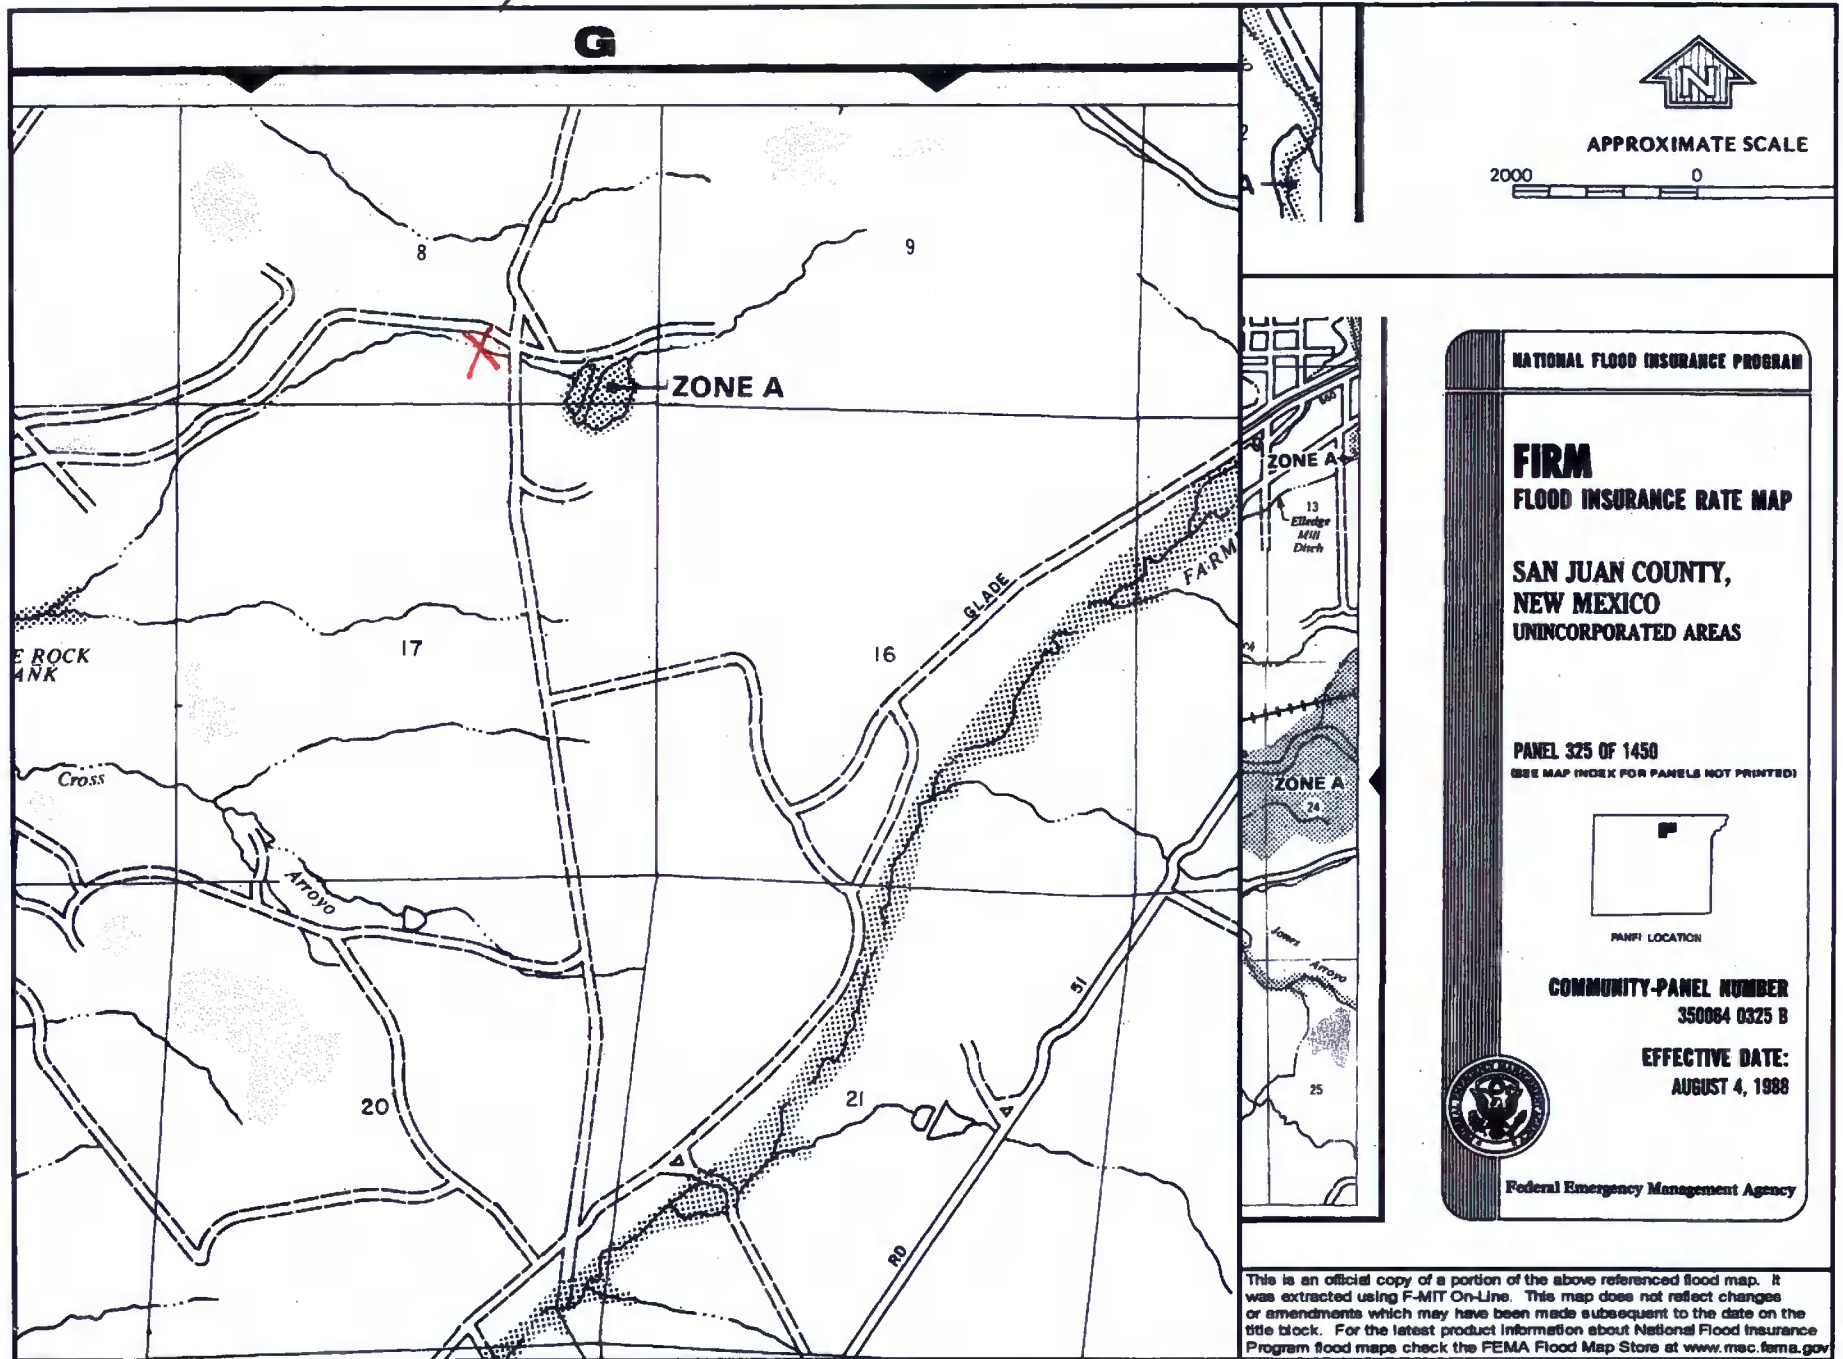 G
8
9
ZONE A
17
16
GLADE
FARM
E ROCK
ANK
Cross
Arroyo
20
21
51
RD
A
ZONE A
13
Elledge
Mill
Ditch
ZONE A
24
Jones
Arroyo
25
N
APPROXIMATE SCALE
2000 0
NATIONAL FLOOD INSURANCE PROGRAM
FIRM
FLOOD INSURANCE RATE MAP
SAN JUAN COUNTY,
NEW MEXICO
UNINCORPORATED AREAS
PANEL 325 OF 1450
(SEE MAP INDEX FOR PANELS NOT PRINTED)
PANEL LOCATION
COMMUNITY-PANEL NUMBER
350064 0325 B
EFFECTIVE DATE:
AUGUST 4, 1988
Federal Emergency Management Agency
This is an official copy of a portion of the above referenced flood map. It
was extracted using F-MIT On-Line. This map does not reflect changes
or amendments which may have been made subsequent to the date on the
title block. For the latest product information about National Flood Insurance
Program flood maps check the FEMA Flood Map Store at www.msc.fema.gov